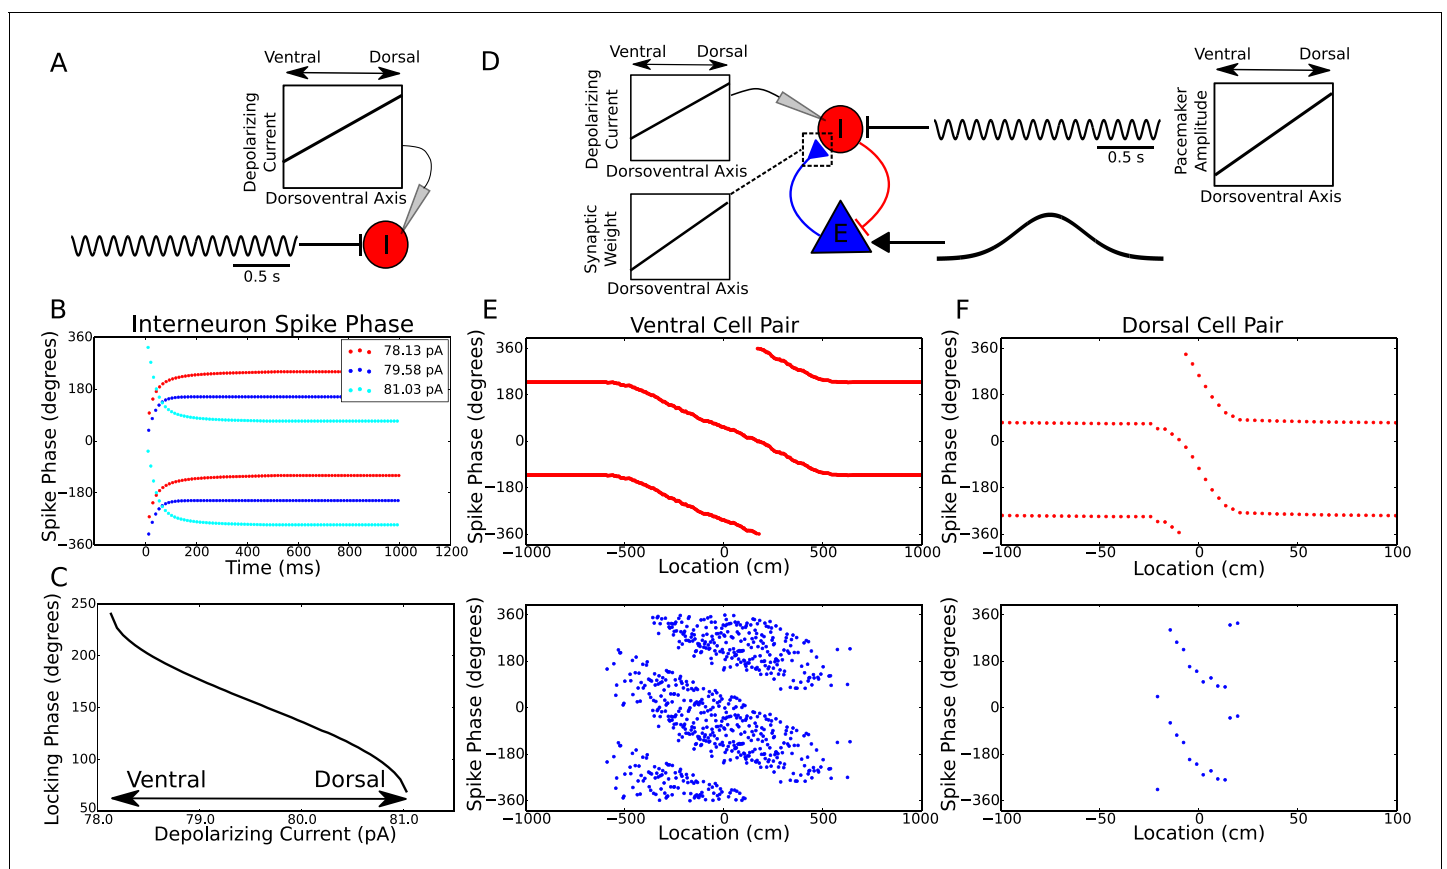 A
Ventral Dorsal
Depolarizing
Current
Dorsoventral Axis
I
0.5 s
D
Ventral Dorsal
Depolarizing
Current
Dorsoventral Axis
I
0.5 s
Ventral Dorsal
Pacemaker
Amplitude
Dorsoventral Axis
Synaptic
Weight
Dorsoventral Axis
E
B
Interneuron Spike Phase
Spike Phase (degrees)
360
180
0
−180
−360
78.13 pA
79.58 pA
81.03 pA
0 200 400 600 800 1000 1200
Time (ms)
E
Ventral Cell Pair
Spike Phase (degrees)
360
180
0
−180
−360
−1000 −500 0 500 1000
Location (cm)
F
Dorsal Cell Pair
Spike Phase (degrees)
360
180
0
−180
−360
−100 −50 0 50 100
Location (cm)
C
Locking Phase (degrees)
250
200
150
100
50
Ventral Dorsal
78.0 79.0 80.0 81.0
Depolarizing Current (pA)
Spike Phase (degrees)
360
180
0
−180
−360
−1000 −500 0 500 1000
Location (cm)
Spike Phase (degrees)
360
180
0
−180
−360
−100 −50 0 50 100
Location (cm)